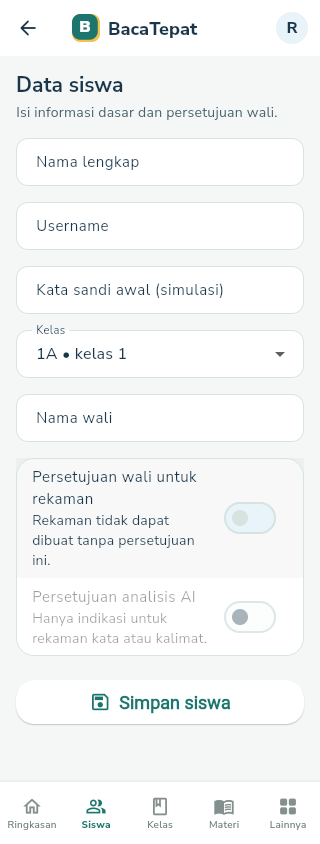 B BacaTepat R
Data siswa
Isi informasi dasar dan persetujuan wali.
Nama lengkap
Username
Kata sandi awal (simulasi)
Kelas
1A • kelas 1
Nama wali
Persetujuan wali untuk
rekaman
Rekaman tidak dapat
dibuat tanpa persetujuan
ini.
Persetujuan analisis AI
Hanya indikasi untuk
rekaman kata atau kalimat.
Simpan siswa
Ringkasan Siswa Kelas Materi Lainnya